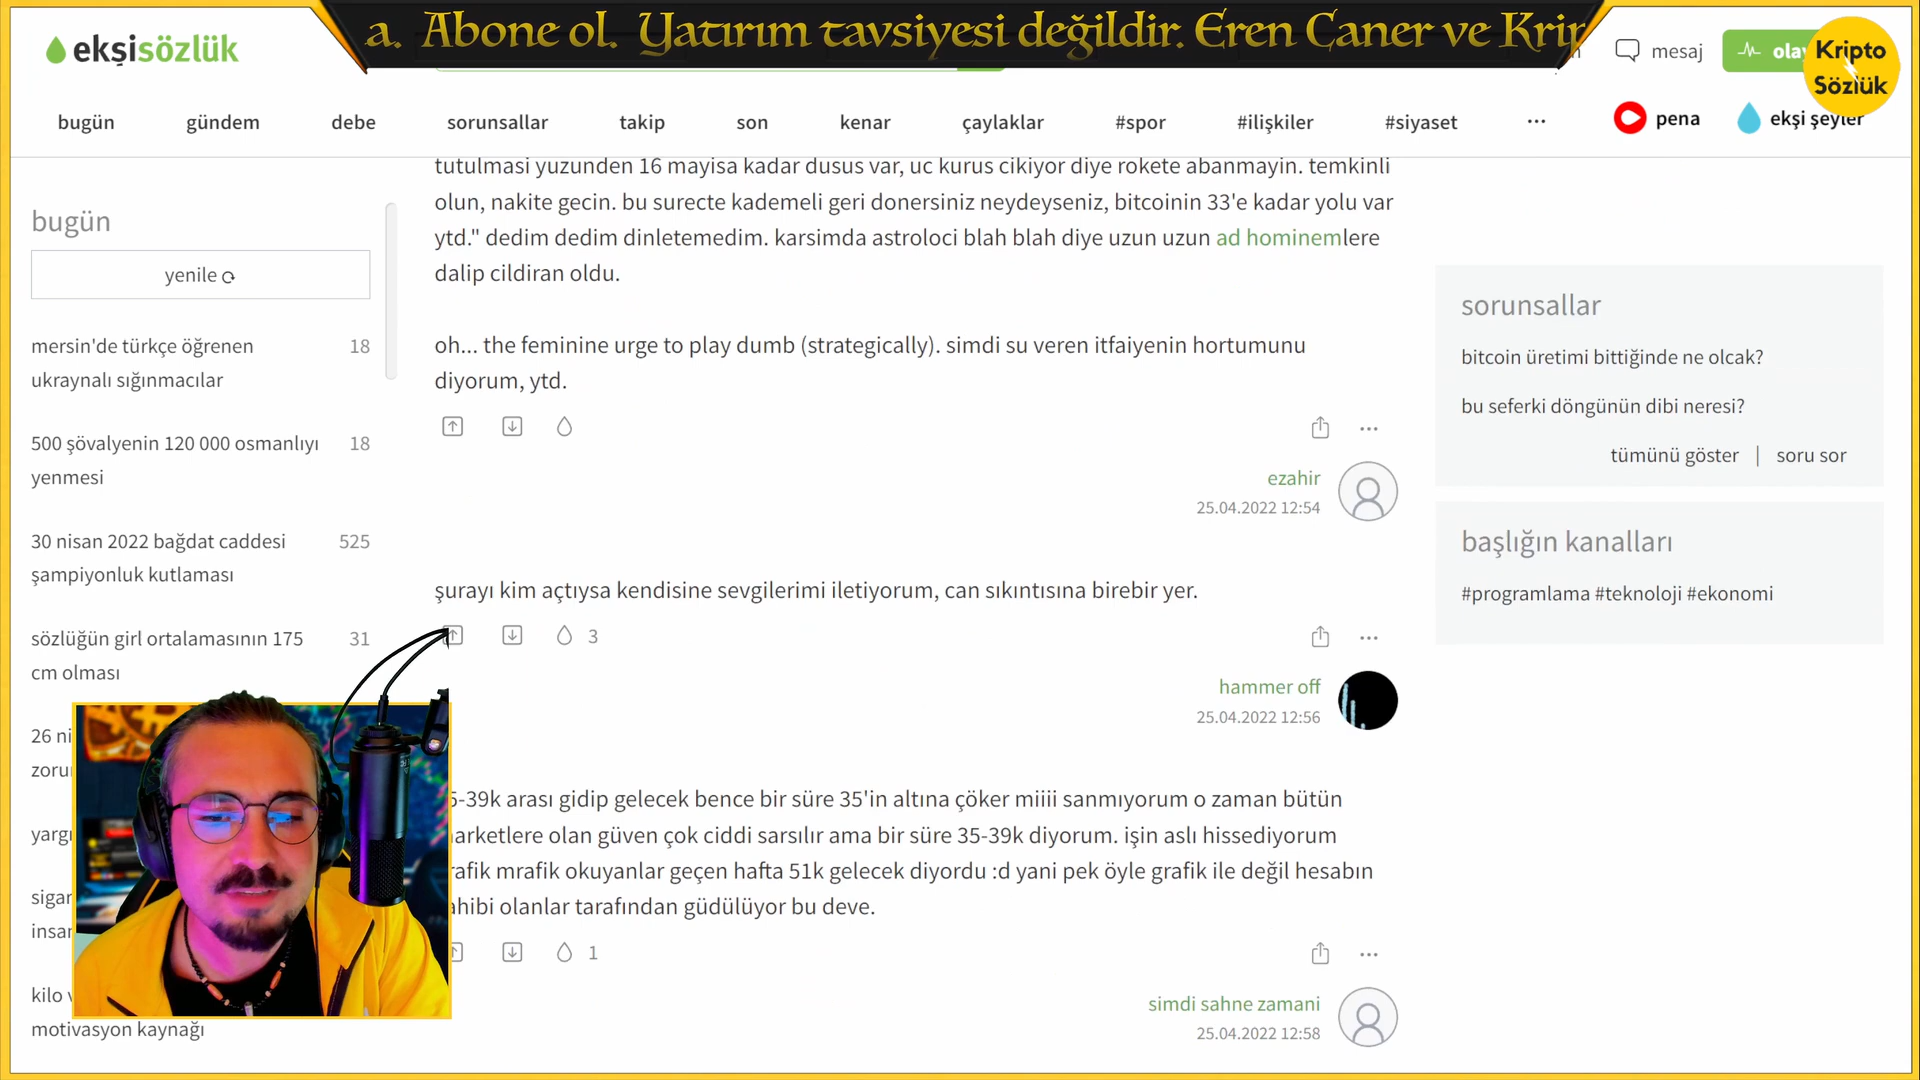 a. Abone ol. Yatırım tavsiyesi değildir. Eren Caner ve Krip
ekşisözlük
mesaj
olay
Kripto
Sözlük
bugün gündem debe sorunsallar takip son kenar çaylaklar #spor #ilişkiler #siyaset ... pena ekşi şeyler
bugün
yenile
mersin'de türkçe öğrenen 18
ukraynalı sığınmacılar
500 şövalyenin 120 000 osmanlıyı 18
yenmesi
30 nisan 2022 bağdat caddesi 525
şampiyonluk kutlaması
sözlüğün girl ortalamasının 175 31
cm olması
26 ni
zorun
yargı
sigar
insan
kilo v
motivasyon kaynağı
tutulmasi yuzunden 16 mayisa kadar dusus var, uc kurus cikiyor diye rokete abanmayin. temkinli
olun, nakite gecin. bu surecte kademeli geri donersiniz neydeyseniz, bitcoinin 33'e kadar yolu var
ytd." dedim dedim dinletemedim. karsimda astroloci blah blah diye uzun uzun ad hominemlere
dalip cildiran oldu.
oh... the feminine urge to play dumb (strategically). simdi su veren itfaiyenin hortumunu
diyorum, ytd.
ezahir
25.04.2022 12:54
şurayı kim açtıysa kendisine sevgilerimi iletiyorum, can sıkıntısına birebir yer.
3
hammer off
25.04.2022 12:56
5-39k arası gidip gelecek bence bir süre 35'in altına çöker miiii sanmıyorum o zaman bütün
arketlere olan güven çok ciddi sarsılır ama bir süre 35-39k diyorum. işin aslı hissediyorum
rafik mrafik okuyanlar geçen hafta 51k gelecek diyordu :d yani pek öyle grafik ile değil hesabın
ahibi olanlar tarafından güdülüyor bu deve.
1
simdi sahne zamani
25.04.2022 12:58
sorunsallar
bitcoin üretimi bittiğinde ne olcak?
bu seferki döngünün dibi neresi?
tümünü göster | soru sor
başlığın kanalları
#programlama #teknoloji #ekonomi